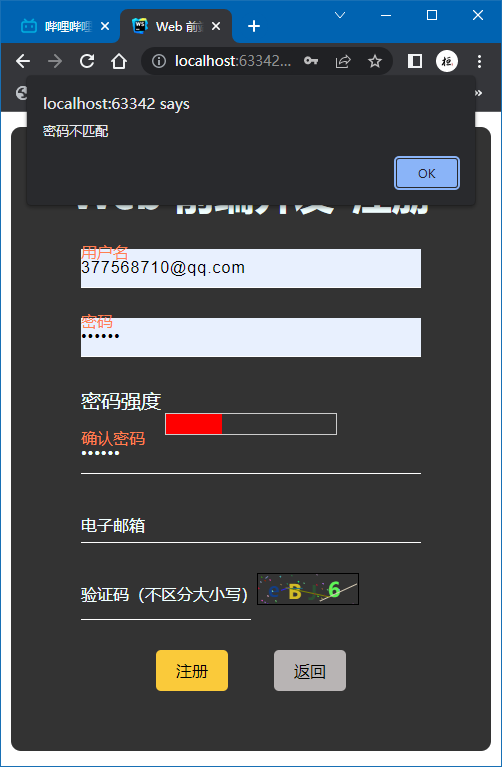 哔哩哔哩
Web 前
localhost:63342...
localhost:63342 says
密码不匹配
OK
Web 前端开发 注册
用户名
377568710@qq.com
密码
••••••
密码强度
确认密码
••••••
电子邮箱
验证码（不区分大小写）
B
6
注册
返回